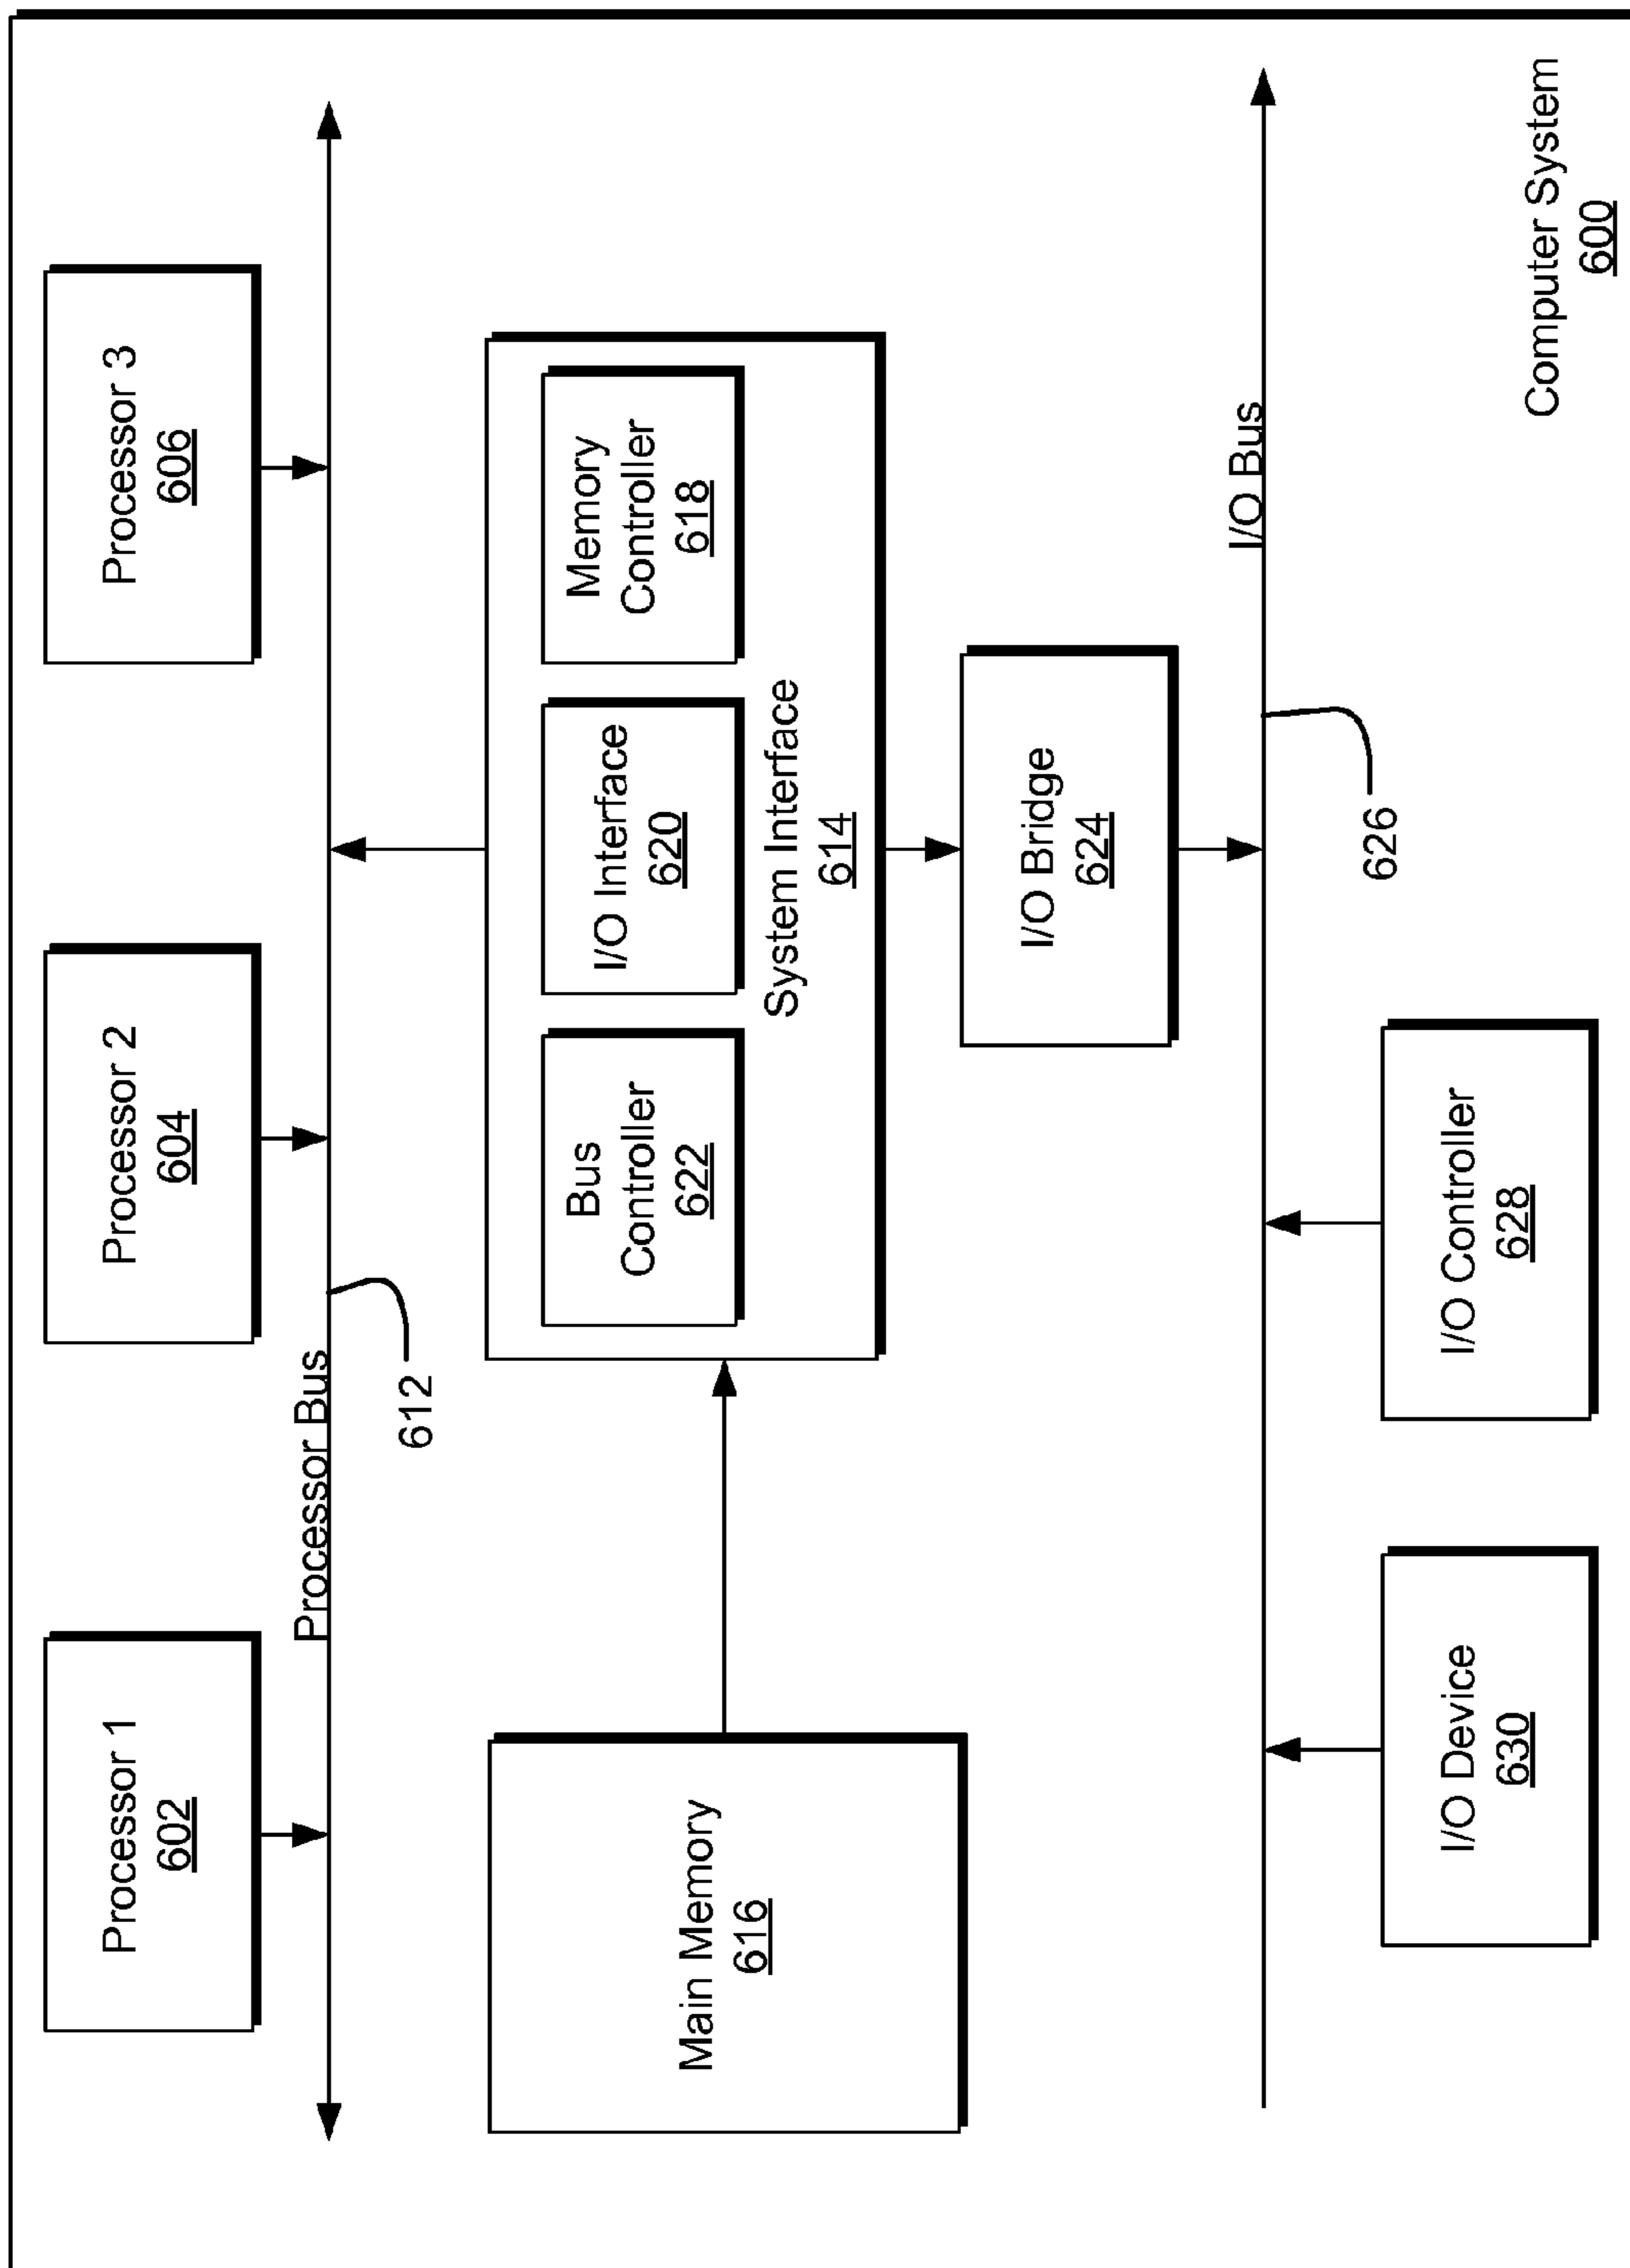 Processor 1
602
Processor 2
604
Processor 3
606
Processor Bus
612
Main Memory
616
Bus
Controller
622
I/O Interface
620
Memory
Controller
618
System Interface
614
I/O Bridge
624
I/O Bus
626
I/O Device
630
I/O Controller
628
Computer System
600